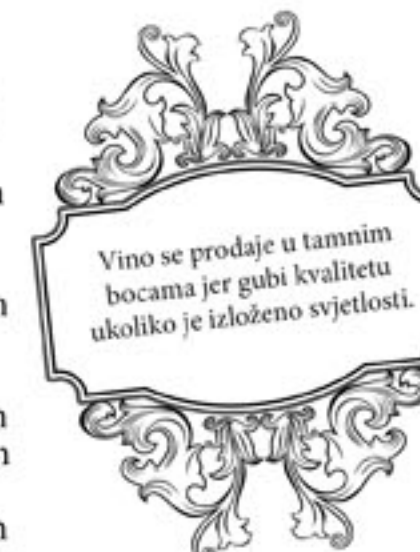 Vino se prodaje u tamnim
bocama jer gubi kvalitetu
ukoliko je izloženo svjetlosti.